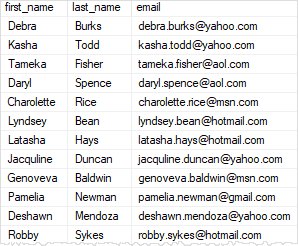 first_name last_name email
Debra Burks debra.burks@yahoo.com
Kasha Todd kasha.todd@yahoo.com
Tameka Fisher tameka.fisher@aol.com
Daryl Spence daryl.spence@aol.com
Charolette Rice charolette.rice@msn.com
Lyndsey Bean lyndsey.bean@hotmail.com
Latasha Hays latasha.hays@hotmail.com
Jacquline Duncan jacquline.duncan@yahoo.com
Genoveva Baldwin genoveva.baldwin@msn.com
Pamelia Newman pamelia.newman@gmail.com
Deshawn Mendoza deshawn.mendoza@yahoo.com
Robby Sykes robby.sykes@hotmail.com